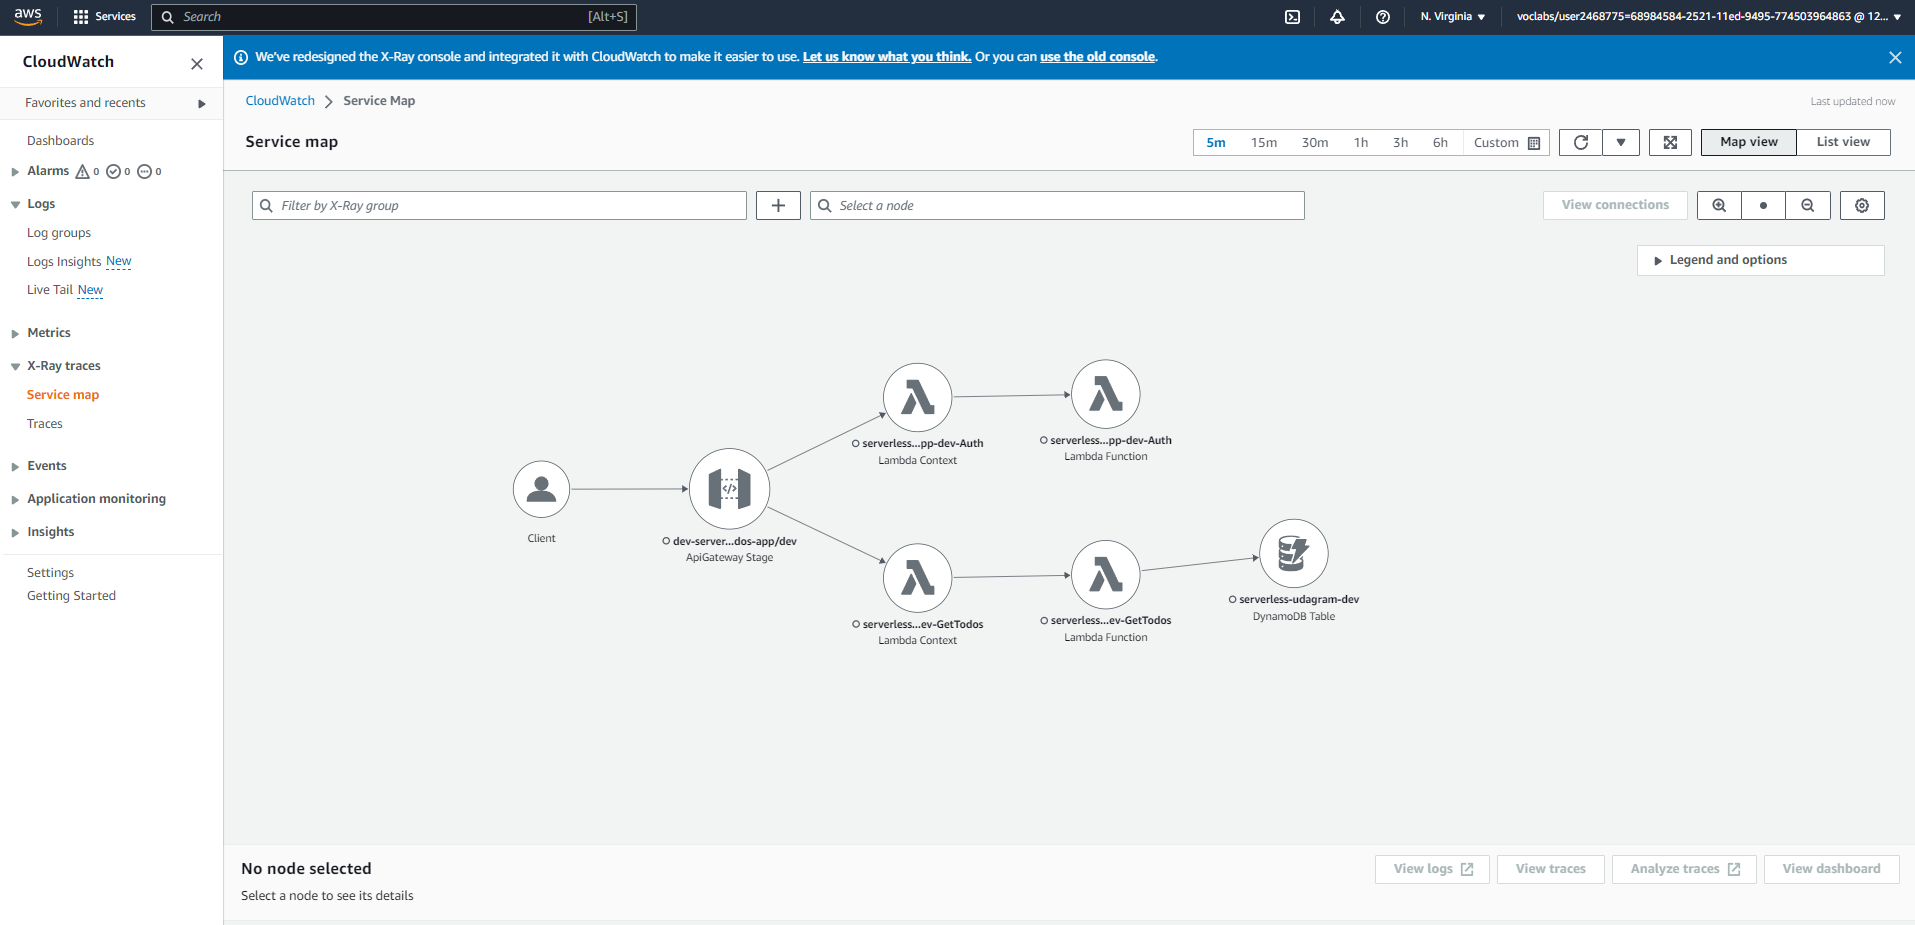 aws
Services
Search [Alt+S]
N. Virginia
voclabs/user2468775=68984584-2521-11ed-9495-774503964863 @ 12...
CloudWatch
Favorites and recents
Dashboards
Alarms 0 0 0
Logs
Log groups
Logs Insights New
Live Tail New
Metrics
X-Ray traces
Service map
Traces
Events
Application monitoring
Insights
Settings
Getting Started
We've redesigned the X-Ray console and integrated it with CloudWatch to make it easier to use. Let us know what you think. Or you can use the old console.
CloudWatch Service Map
Last updated now
Service map
5m 15m 30m 1h 3h 6h Custom
Map view List view
Filter by X-Ray group
Select a node
View connections
Legend and options
Client
dev-server...dos-app/dev
ApiGateway Stage
serverless...pp-dev-Auth
Lambda Context
serverless...pp-dev-Auth
Lambda Function
serverless...ev-GetTodos
Lambda Context
serverless...ev-GetTodos
Lambda Function
serverless-udagram-dev
DynamoDB Table
No node selected
Select a node to see its details
View logs View traces Analyze traces View dashboard